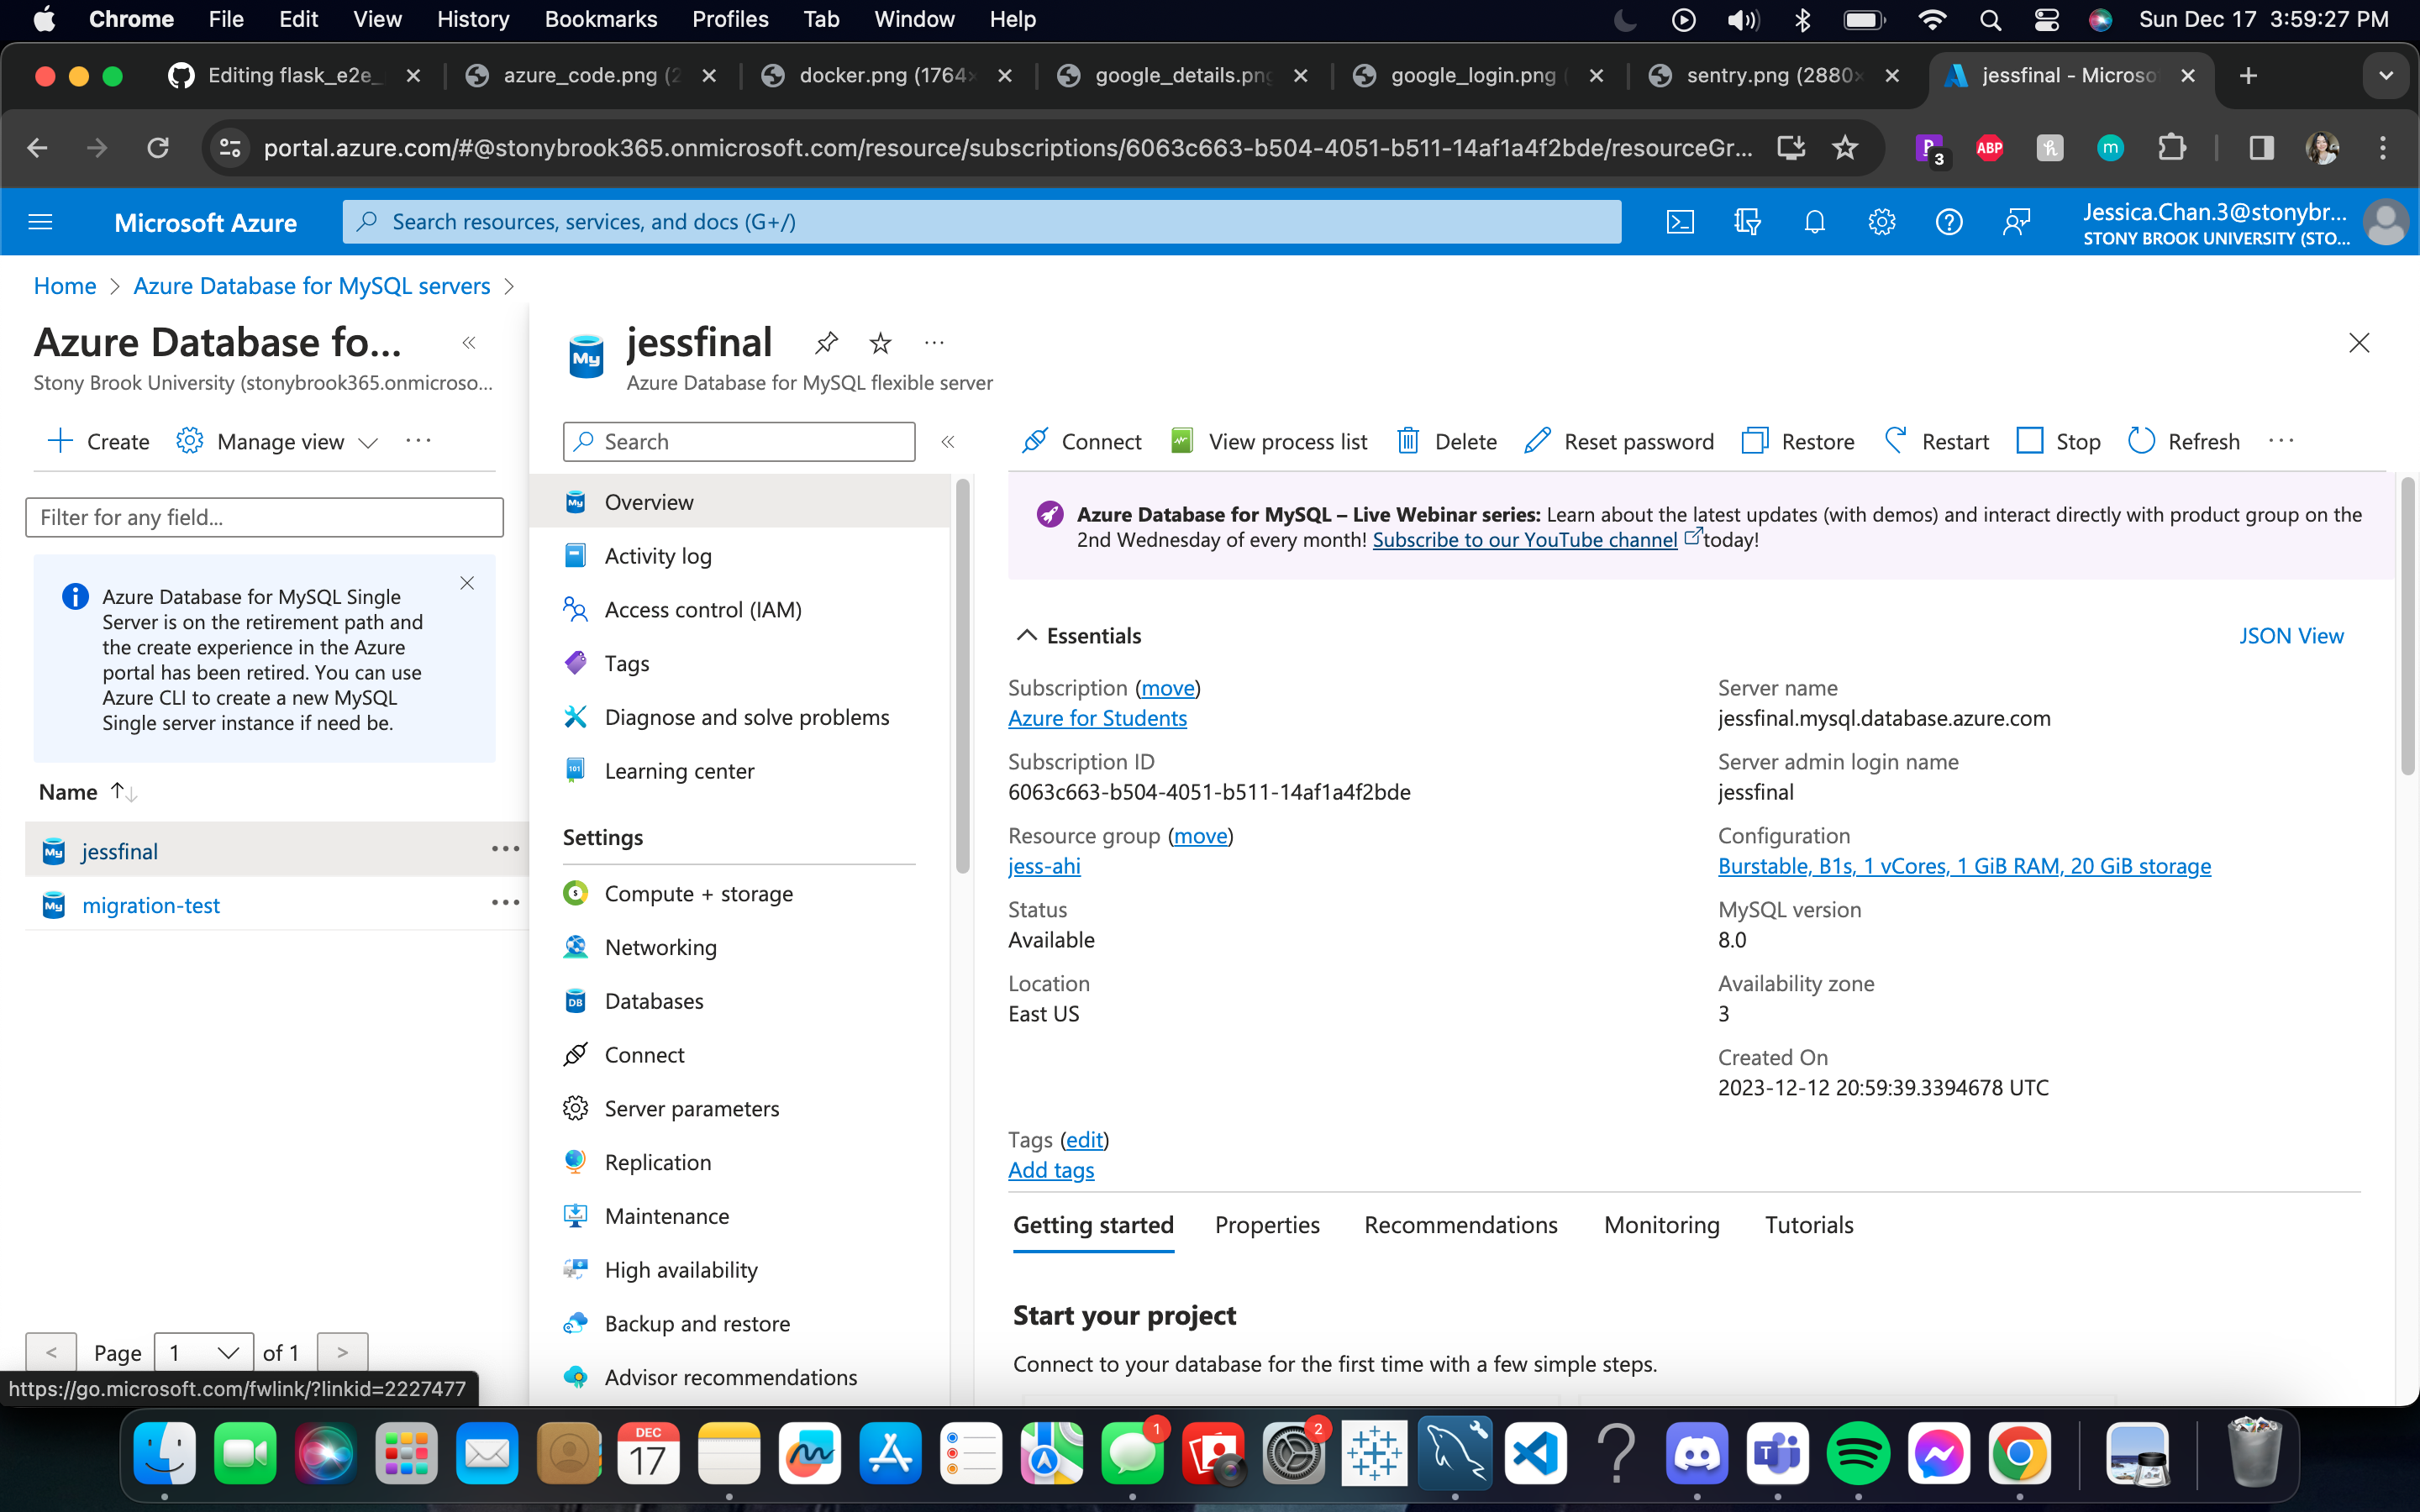 Chrome File Edit View History Bookmarks Profiles Tab Window Help
Sun Dec 17 3:59:27 PM
Editing flask_e2e_
azure_code.png (2
docker.png (1764
google_details.png
google_login.png
sentry.png (2880
jessfinal - Microso
portal.azure.com/#@stonybrook365.onmicrosoft.com/resource/subscriptions/6063c663-b504-4051-b511-14af1a4f2bde/resourceGr...
3
ABP
m
Microsoft Azure
Search resources, services, and docs (G+/)
Jessica.Chan.3@stonybr...
STONY BROOK UNIVERSITY (STO...
Home > Azure Database for MySQL servers >
Azure Database fo...
Stony Brook University (stonybrook365.onmicroso...
Create
Manage view
Filter for any field...
Azure Database for MySQL Single
Server is on the retirement path and
the create experience in the Azure
portal has been retired. You can use
Azure CLI to create a new MySQL
Single server instance if need be.
Name
jessfinal
migration-test
< Page 1 of 1 >
https://go.microsoft.com/fwlink/?linkid=2227477
My
jessfinal
Azure Database for MySQL flexible server
Search
Overview
Activity log
Access control (IAM)
Tags
Diagnose and solve problems
Learning center
Settings
Compute + storage
Networking
Databases
Connect
Server parameters
Replication
Maintenance
High availability
Backup and restore
Advisor recommendations
Connect
View process list
Delete
Reset password
Restore
Restart
Stop
Refresh
Azure Database for MySQL – Live Webinar series: Learn about the latest updates (with demos) and interact directly with product group on the
2nd Wednesday of every month! Subscribe to our YouTube channel today!
Essentials
JSON View
Subscription (move)
Azure for Students
Subscription ID
6063c663-b504-4051-b511-14af1a4f2bde
Resource group (move)
jess-ahi
Status
Available
Location
East US
Server name
jessfinal.mysql.database.azure.com
Server admin login name
jessfinal
Configuration
Burstable, B1s, 1 vCores, 1 GiB RAM, 20 GiB storage
MySQL version
8.0
Availability zone
3
Created On
2023-12-12 20:59:39.3394678 UTC
Tags (edit)
Add tags
Getting started
Properties
Recommendations
Monitoring
Tutorials
Start your project
Connect to your database for the first time with a few simple steps.
DEC
17
1
2